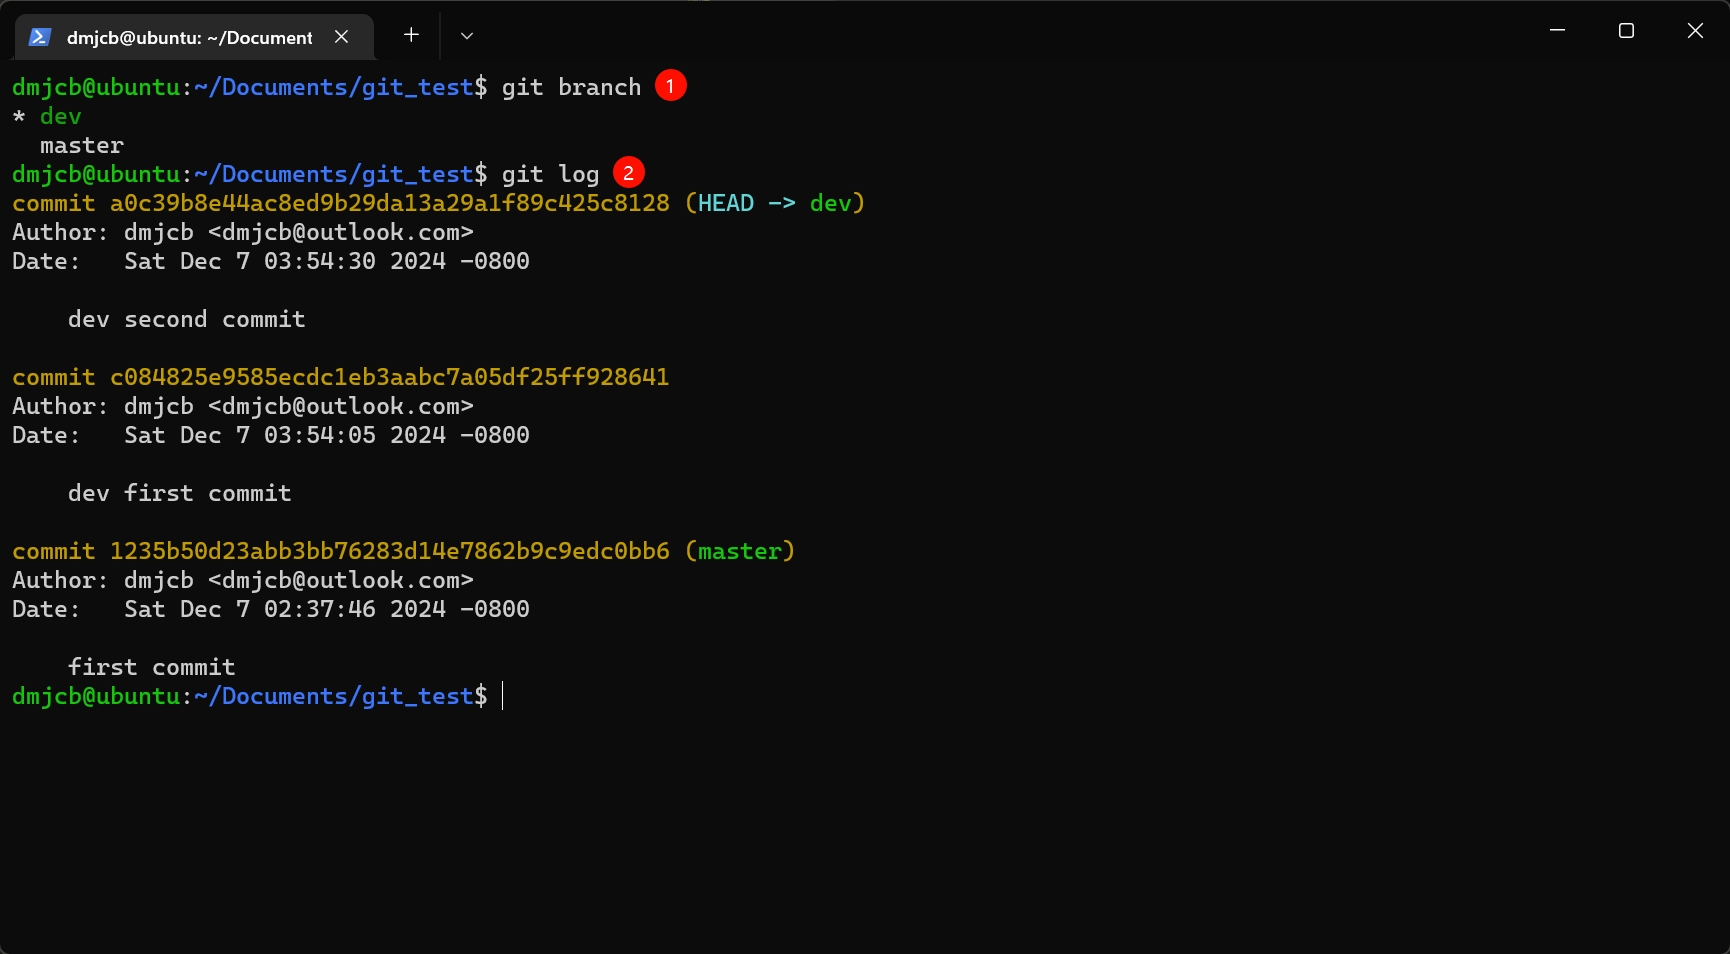 dmjcb@ubuntu: ~/Document
dmjcb@ubuntu:~/Documents/git_test$ git branch 1
* dev
  master
dmjcb@ubuntu:~/Documents/git_test$ git log 2
commit a0c39b8e44ac8ed9b29da13a29a1f89c425c8128 (HEAD -> dev)
Author: dmjcb <dmjcb@outlook.com>
Date:   Sat Dec 7 03:54:30 2024 -0800
    dev second commit
commit c084825e9585ecdc1eb3aabc7a05df25ff928641
Author: dmjcb <dmjcb@outlook.com>
Date:   Sat Dec 7 03:54:05 2024 -0800
    dev first commit
commit 1235b50d23abb3bb76283d14e7862b9c9edc0bb6 (master)
Author: dmjcb <dmjcb@outlook.com>
Date:   Sat Dec 7 02:37:46 2024 -0800
    first commit
dmjcb@ubuntu:~/Documents/git_test$